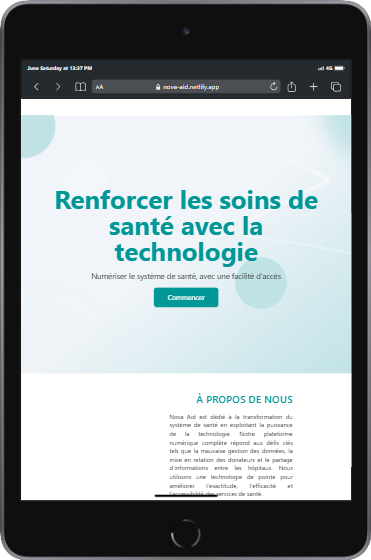 June Saturday at 13:37 PM
4G
AA
nova-aid.netlify.app
Renforcer les soins de
santé avec la
technologie
Numériser le système de santé, avec une facilité d'accès
Commencer
À PROPOS DE NOUS
Nova Aid est dédié à la transformation du
système de santé en exploitant la puissance
de la technologie. Notre plateforme
numérique complète répond aux défis clés
tels que la mauvaise gestion des données, la
mise en relation des donateurs et le partage
d'informations entre les hôpitaux. Nous
utilisons une technologie de pointe pour
améliorer l'exactitude, l'efficacité et
l'accessibilité des services de santé.